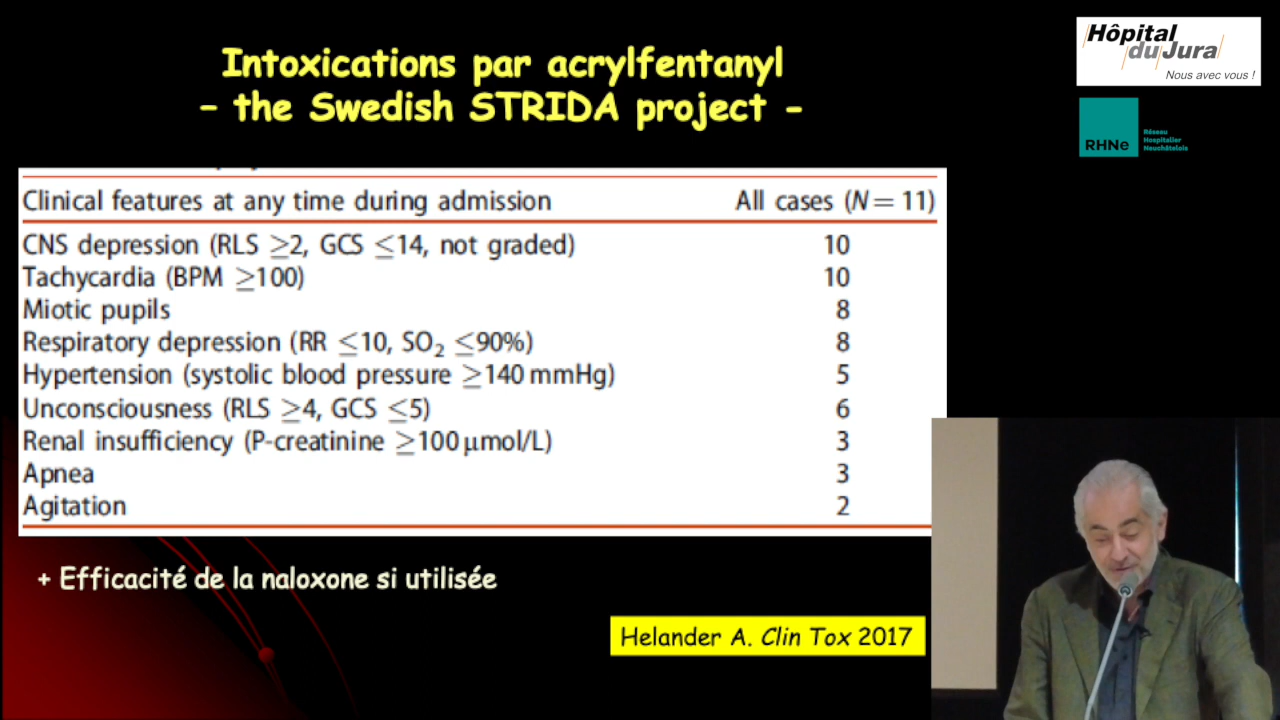 Intoxications par acrylfentanyl
– the Swedish STRIDA project -
Hôpital
du Jura
Nous avec vous !
RHNe
Réseau
Hospitalier
Neuchâtelois
Clinical features at any time during admission All cases (N = 11)
CNS depression (RLS ≥2, GCS ≤14, not graded) 10
Tachycardia (BPM ≥100) 10
Miotic pupils 8
Respiratory depression (RR ≤10, SO₂ ≤90%) 8
Hypertension (systolic blood pressure ≥140 mmHg) 5
Unconsciousness (RLS ≥4, GCS ≤5) 6
Renal insufficiency (P-creatinine ≥100 μmol/L) 3
Apnea 3
Agitation 2
+ Efficacité de la naloxone si utilisée
Helander A. Clin Tox 2017